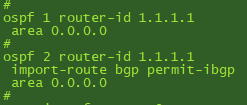 #
ospf 1 router-id 1.1.1.1
 area 0.0.0.0
#
ospf 2 router-id 1.1.1.1
 import-route bgp permit-ibgp
 area 0.0.0.0
#